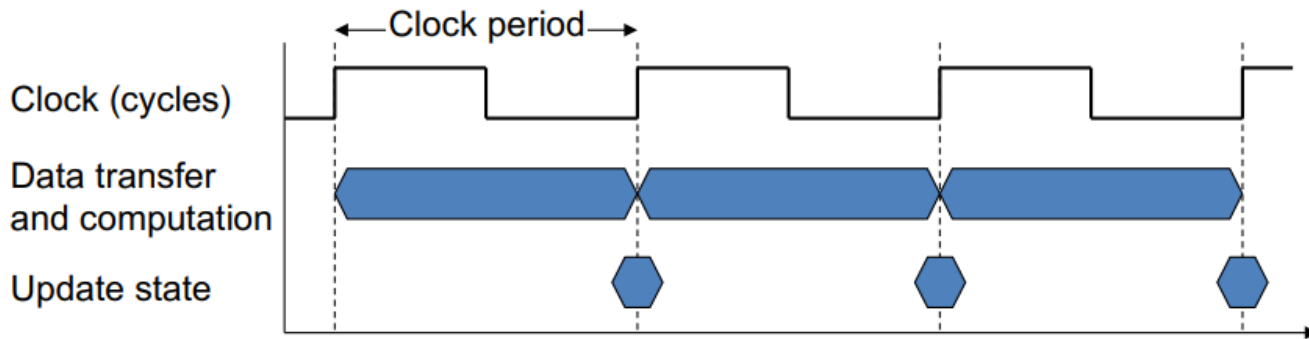 Clock period
Clock (cycles)
Data transfer
and computation
Update state